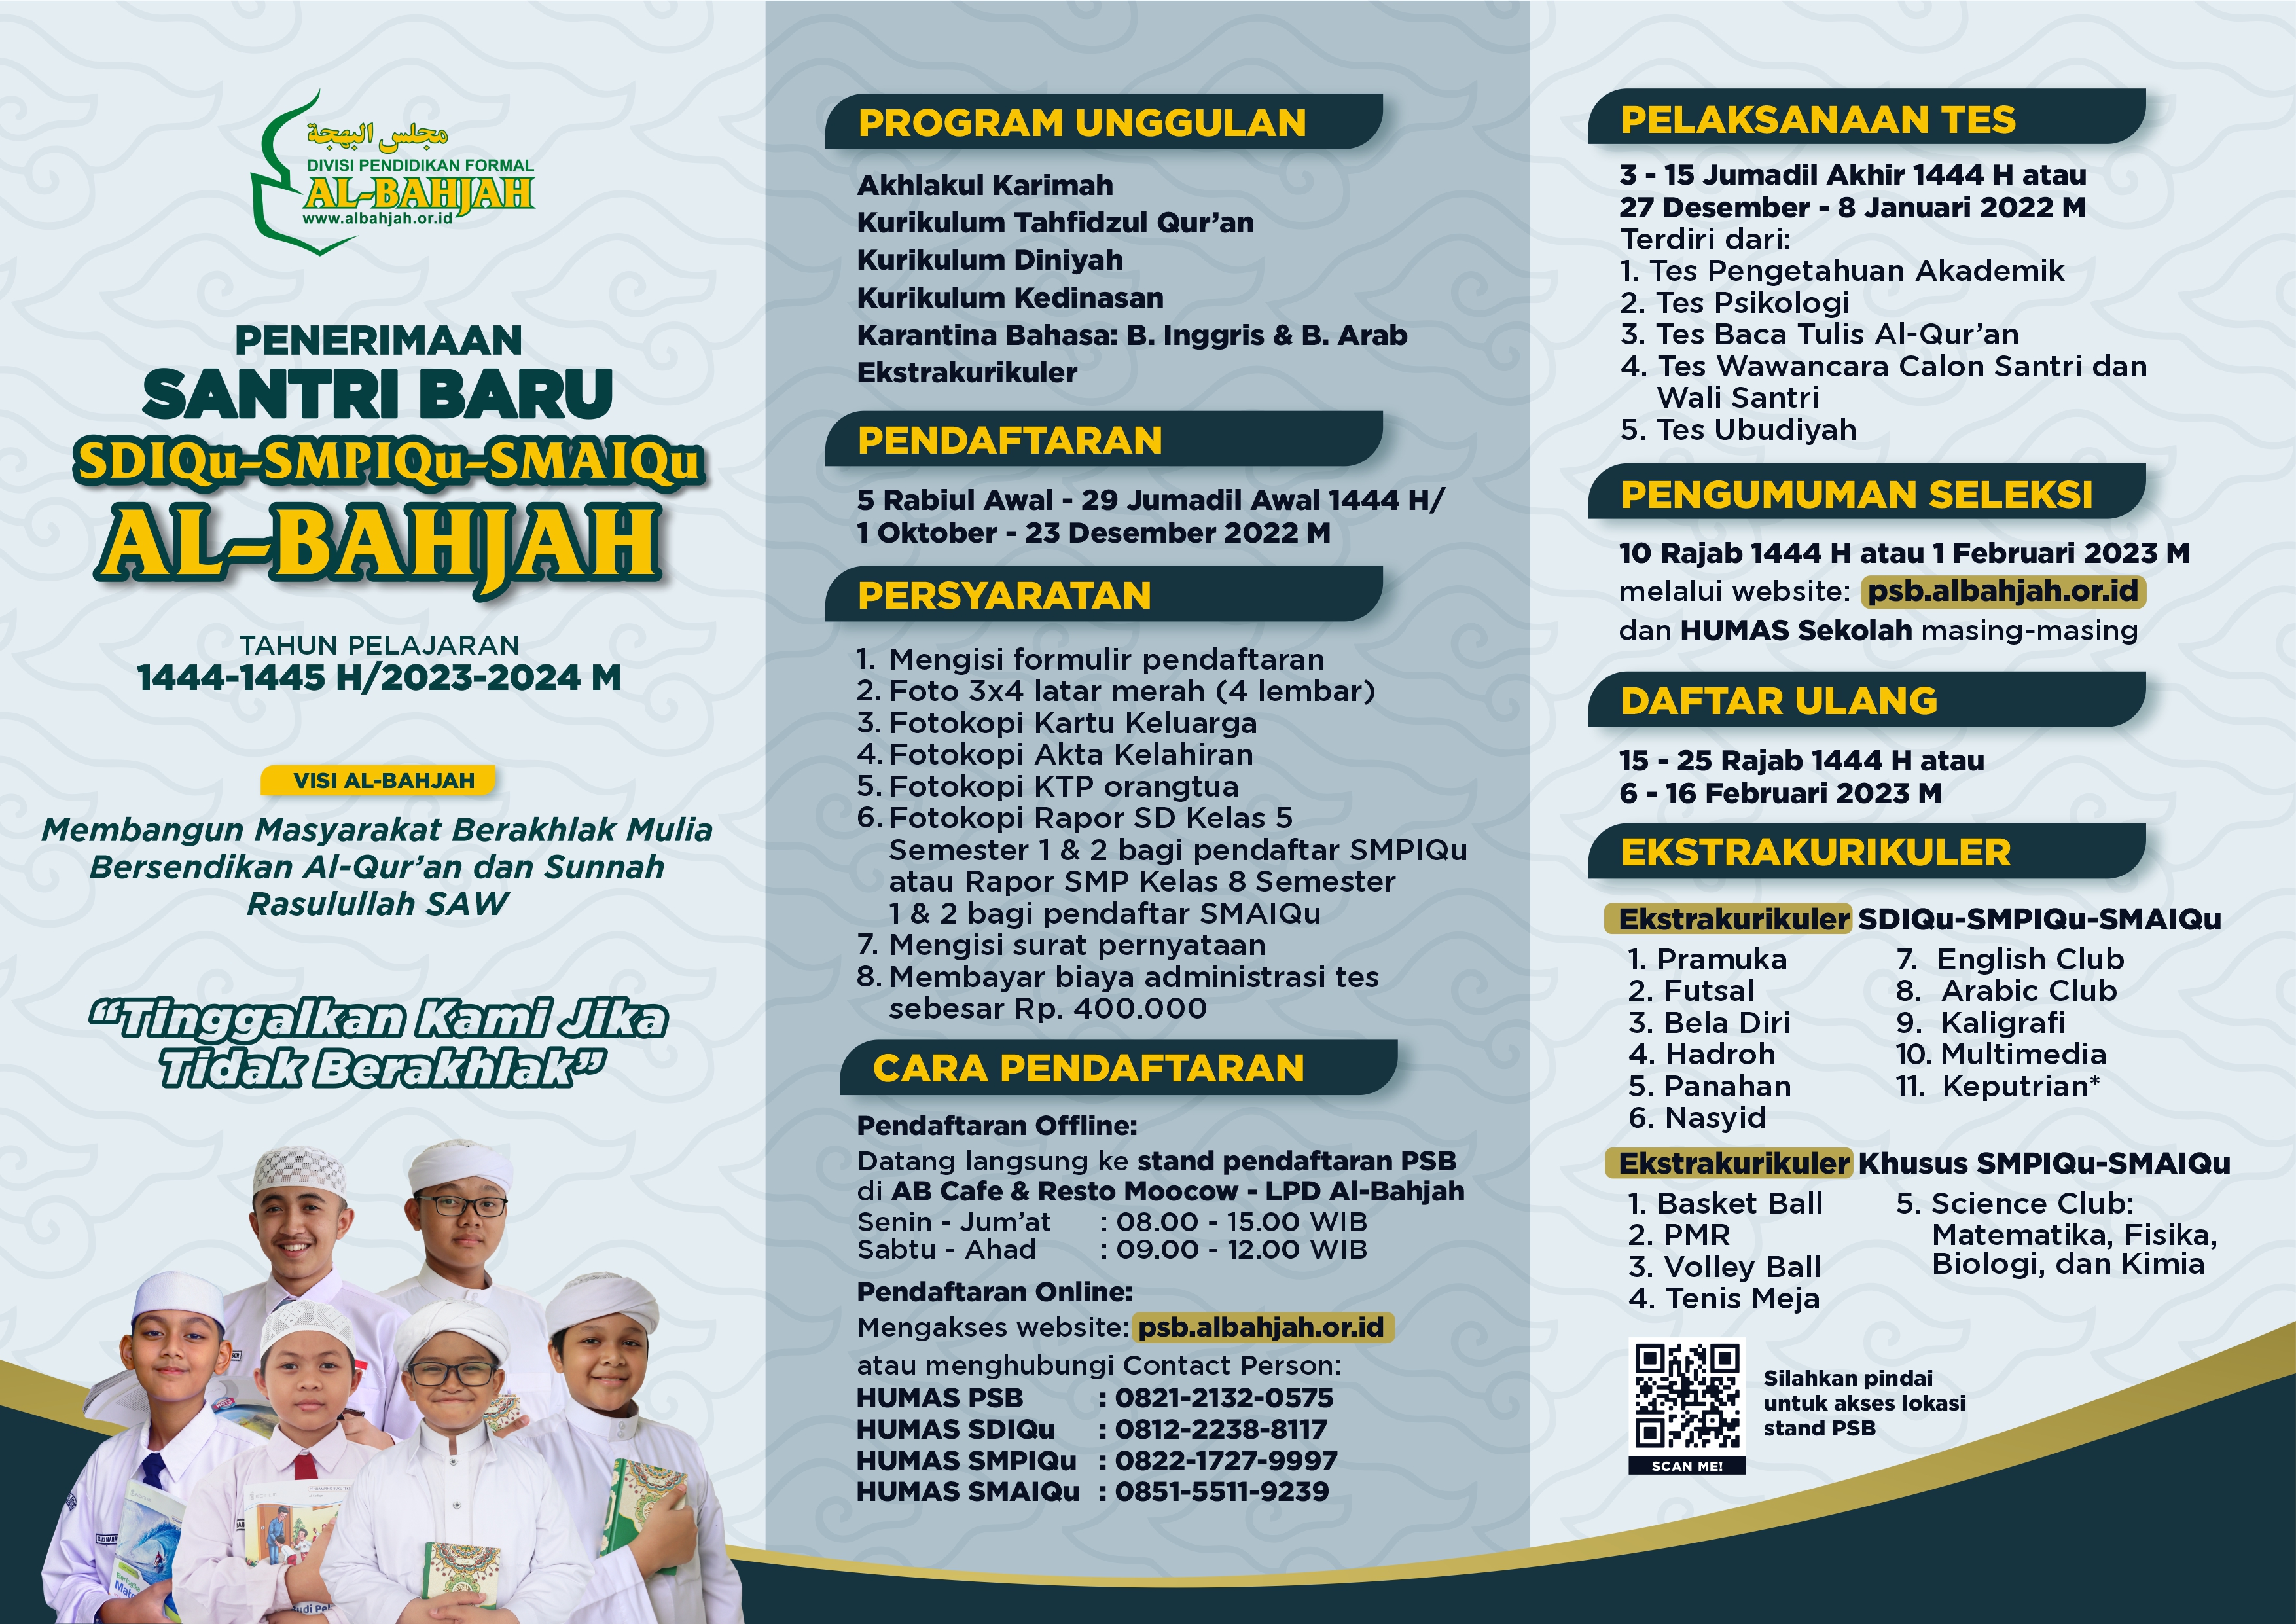 مجلس البهجة
DIVISI PENDIDIKAN FORMAL
AL-BAHJAH
www.albahjah.or.id
PENERIMAAN
SANTRI BARU
SDIQu-SMPIQu-SMAIQu
AL-BAHJAH
TAHUN PELAJARAN
1444-1445 H/2023-2024 M
VISI AL-BAHJAH
Membangun Masyarakat Berakhlak Mulia
Bersendikan Al-Qur’an dan Sunnah
Rasulullah SAW
“Tinggalkan Kami Jika
Tidak Berakhlak”
PROGRAM UNGGULAN
Akhlakul Karimah
Kurikulum Tahfidzul Qur’an
Kurikulum Diniyah
Kurikulum Kedinasan
Karantina Bahasa: B. Inggris & B. Arab
Ekstrakurikuler
PENDAFTARAN
5 Rabiul Awal - 29 Jumadil Awal 1444 H/
1 Oktober - 23 Desember 2022 M
PERSYARATAN
1. Mengisi formulir pendaftaran
2. Foto 3x4 latar merah (4 lembar)
3. Fotokopi Kartu Keluarga
4. Fotokopi Akta Kelahiran
5. Fotokopi KTP orangtua
6. Fotokopi Rapor SD Kelas 5
Semester 1 & 2 bagi pendaftar SMPIQu
atau Rapor SMP Kelas 8 Semester
1 & 2 bagi pendaftar SMAIQu
7. Mengisi surat pernyataan
8. Membayar biaya administrasi tes
sebesar Rp. 400.000
CARA PENDAFTARAN
Pendaftaran Offline:
Datang langsung ke stand pendaftaran PSB
di AB Cafe & Resto Moocow - LPD Al-Bahjah
Senin - Jum’at : 08.00 - 15.00 WIB
Sabtu - Ahad : 09.00 - 12.00 WIB
Pendaftaran Online:
Mengakses website: psb.albahjah.or.id
atau menghubungi Contact Person:
HUMAS PSB : 0821-2132-0575
HUMAS SDIQu : 0812-2238-8117
HUMAS SMPIQu : 0822-1727-9997
HUMAS SMAIQu : 0851-5511-9239
PELAKSANAAN TES
3 - 15 Jumadil Akhir 1444 H atau
27 Desember - 8 Januari 2022 M
Terdiri dari:
1. Tes Pengetahuan Akademik
2. Tes Psikologi
3. Tes Baca Tulis Al-Qur’an
4. Tes Wawancara Calon Santri dan
Wali Santri
5. Tes Ubudiyah
PENGUMUMAN SELEKSI
10 Rajab 1444 H atau 1 Februari 2023 M
melalui website: psb.albahjah.or.id
dan HUMAS Sekolah masing-masing
DAFTAR ULANG
15 - 25 Rajab 1444 H atau
6 - 16 Februari 2023 M
EKSTRAKURIKULER
Ekstrakurikuler SDIQu-SMPIQu-SMAIQu
1. Pramuka
2. Futsal
3. Bela Diri
4. Hadroh
5. Panahan
6. Nasyid
7. English Club
8. Arabic Club
9. Kaligrafi
10. Multimedia
11. Keputrian*
Ekstrakurikuler Khusus SMPIQu-SMAIQu
1. Basket Ball
2. PMR
3. Volley Ball
4. Tenis Meja
5. Science Club:
Matematika, Fisika,
Biologi, dan Kimia
SCAN ME!
Silahkan pindai
untuk akses lokasi
stand PSB